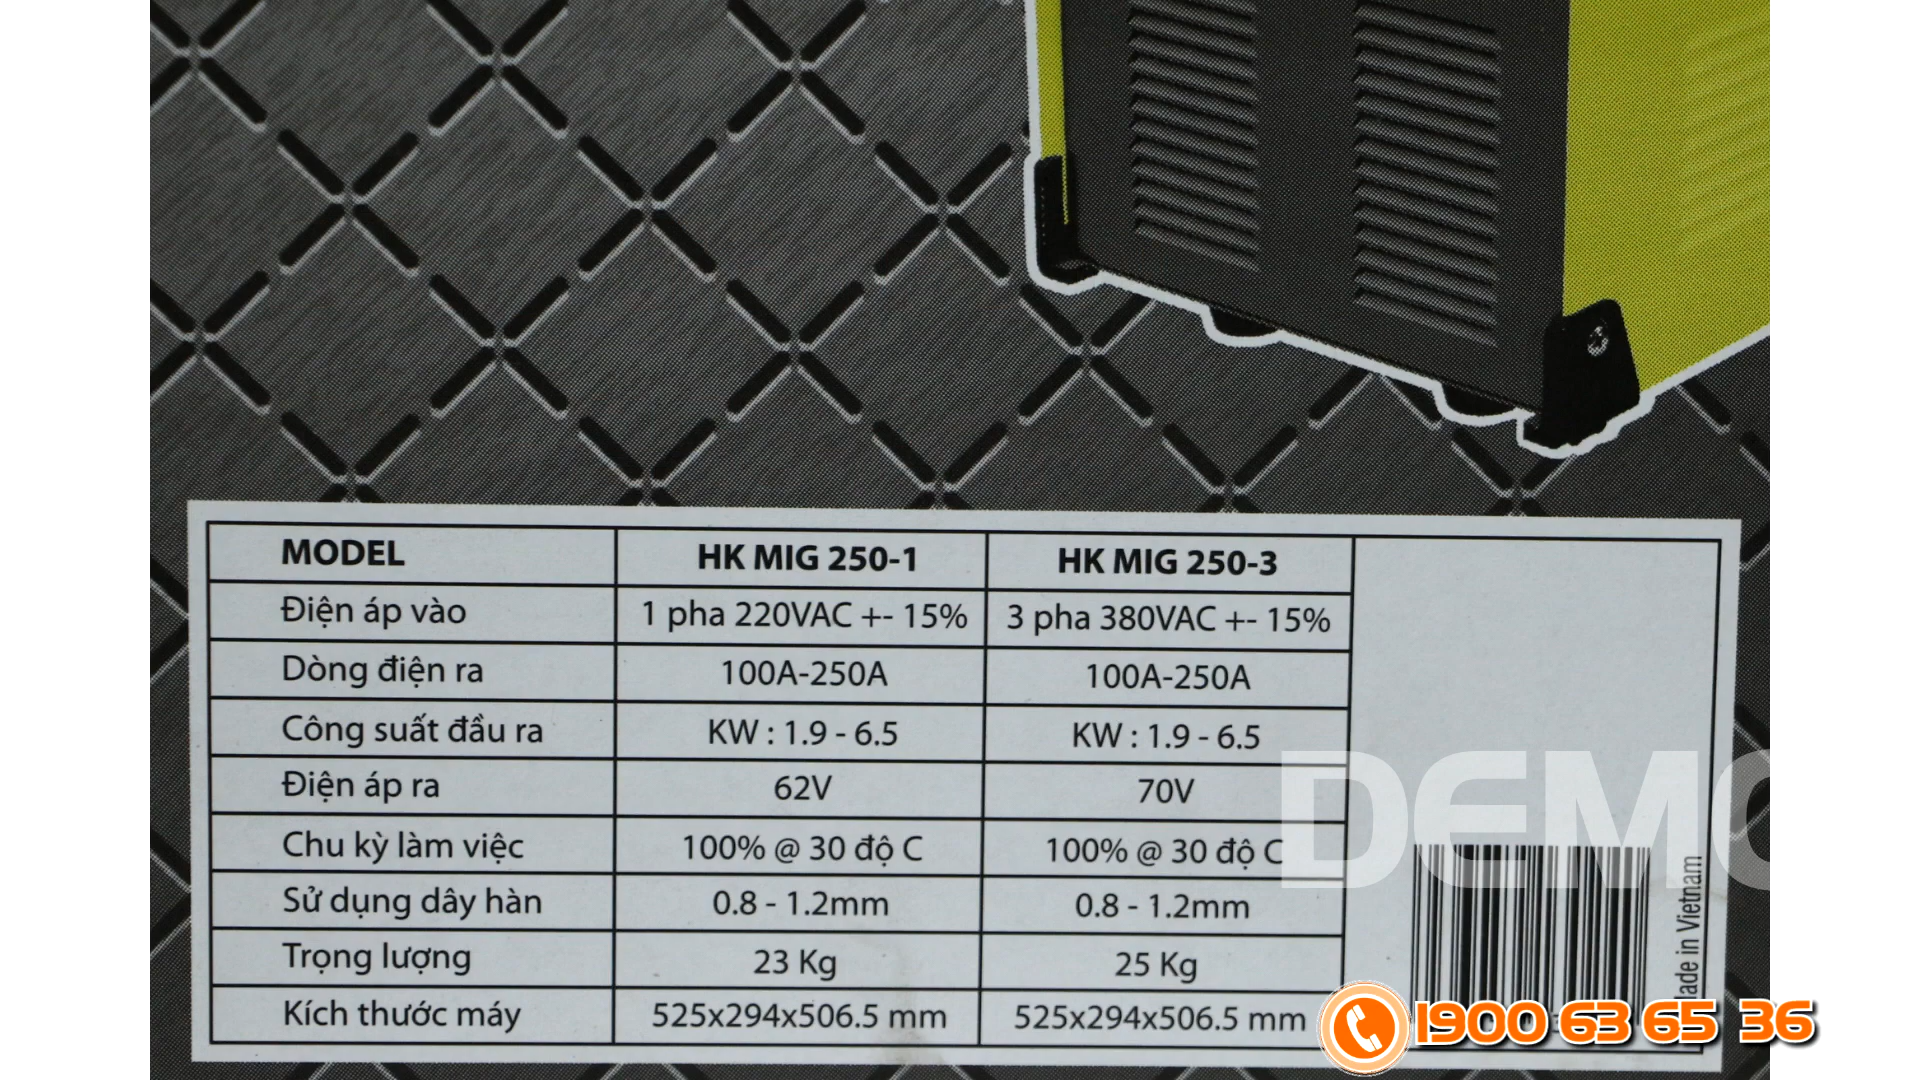 MODEL HK MIG 250-1 HK MIG 250-3
Điện áp vào 1 pha 220VAC +- 15% 3 pha 380VAC +- 15%
Dòng điện ra 100A-250A 100A-250A
Công suất đầu ra KW : 1.9 - 6.5 KW : 1.9 - 6.5
Điện áp ra 62V 70V
Chu kỳ làm việc 100% @ 30 độ C 100% @ 30 độ C
Sử dụng dây hàn 0.8 - 1.2mm 0.8 - 1.2mm
Trọng lượng 23 Kg 25 Kg
Kích thước máy 525x294x506.5 mm 525x294x506.5 mm
DEMO
Made in Vietnam
1900 63 65 36